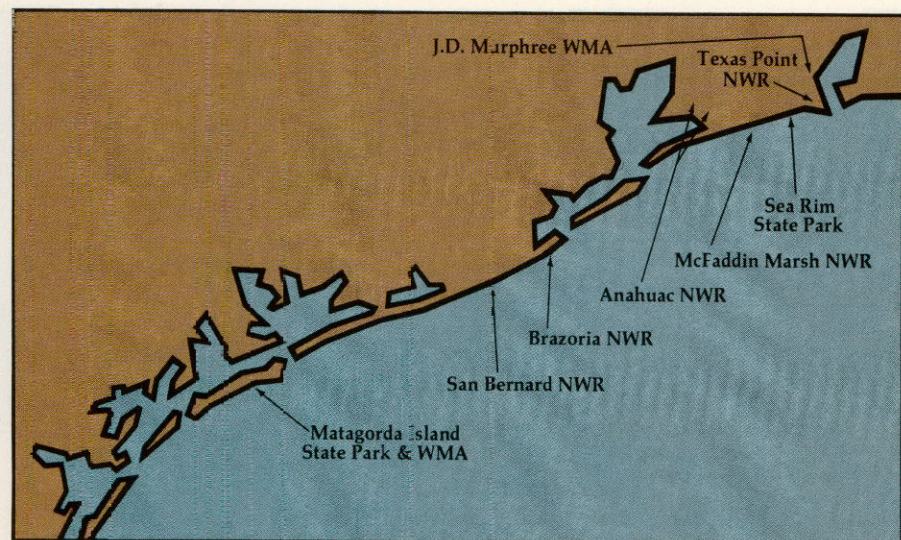 J.D. Murphree WMA
Texas Point
NWR
Sea Rim
State Park
McFaddin Marsh NWR
Anahuac NWR
Brazoria NWR
San Bernard NWR
Matagorda Island
State Park & WMA